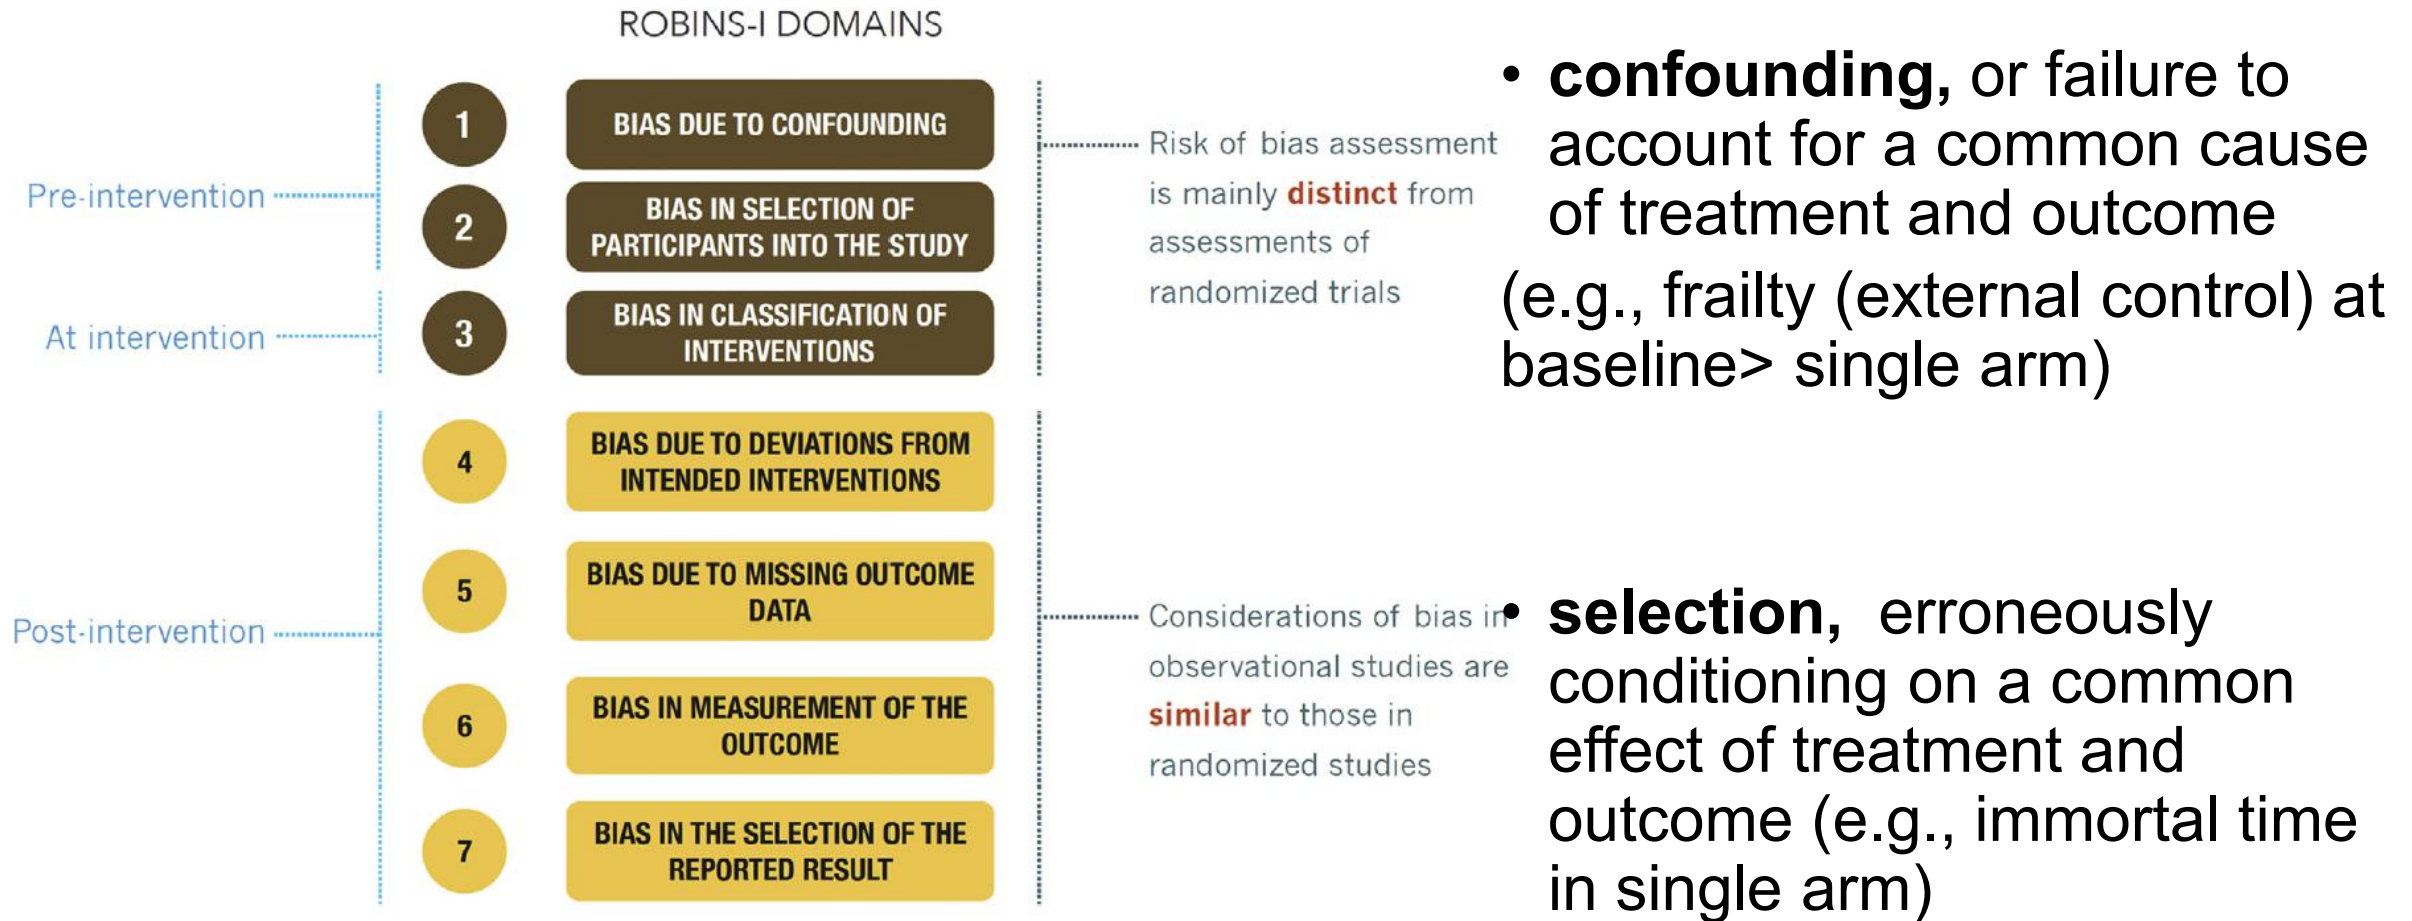 ROBINS-I DOMAINS
Pre-intervention
At intervention
Post-intervention
1
BIAS DUE TO CONFOUNDING
2
BIAS IN SELECTION OF
PARTICIPANTS INTO THE STUDY
3
BIAS IN CLASSIFICATION OF
INTERVENTIONS
4
BIAS DUE TO DEVIATIONS FROM
INTENDED INTERVENTIONS
5
BIAS DUE TO MISSING OUTCOME
DATA
6
BIAS IN MEASUREMENT OF THE
OUTCOME
7
BIAS IN THE SELECTION OF THE
REPORTED RESULT
Risk of bias assessment
is mainly distinct from
assessments of
randomized trials
Considerations of bias in
observational studies are
similar to those in
randomized studies
• confounding, or failure to
account for a common cause
of treatment and outcome
(e.g., frailty (external control) at
baseline> single arm)
• selection, erroneously
conditioning on a common
effect of treatment and
outcome (e.g., immortal time
in single arm)